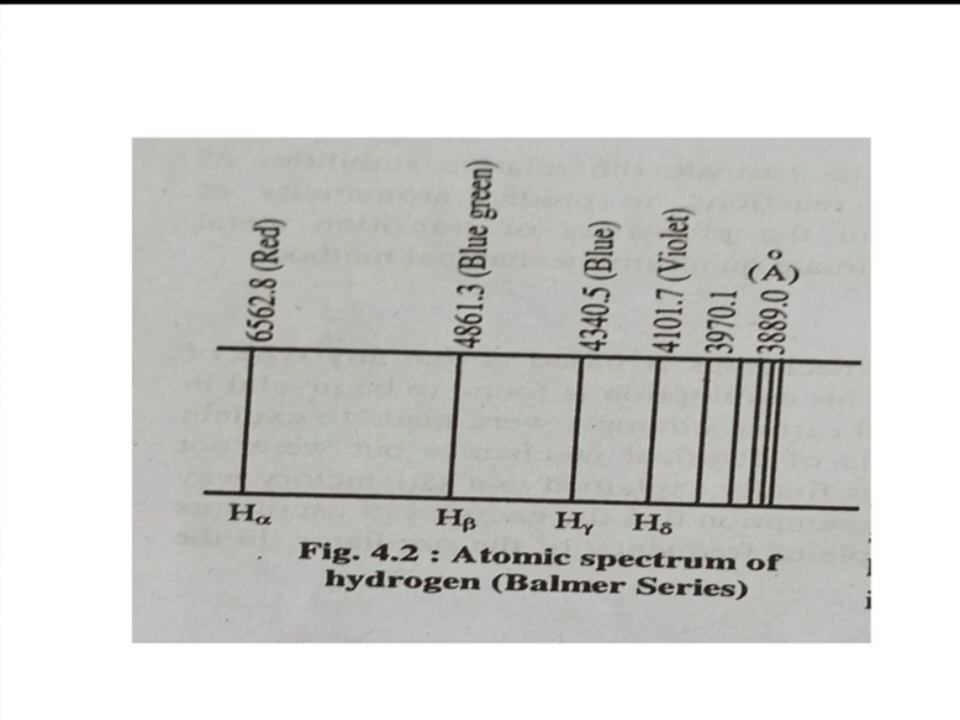 6562.8 (Red)
4861.3 (Blue green)
4340.5 (Blue)
4101.7 (Violet)
3970.1
3889.0 (Å)
Hα
Hβ
Hγ
Hδ
Fig. 4.2 : Atomic spectrum of
hydrogen (Balmer Series)